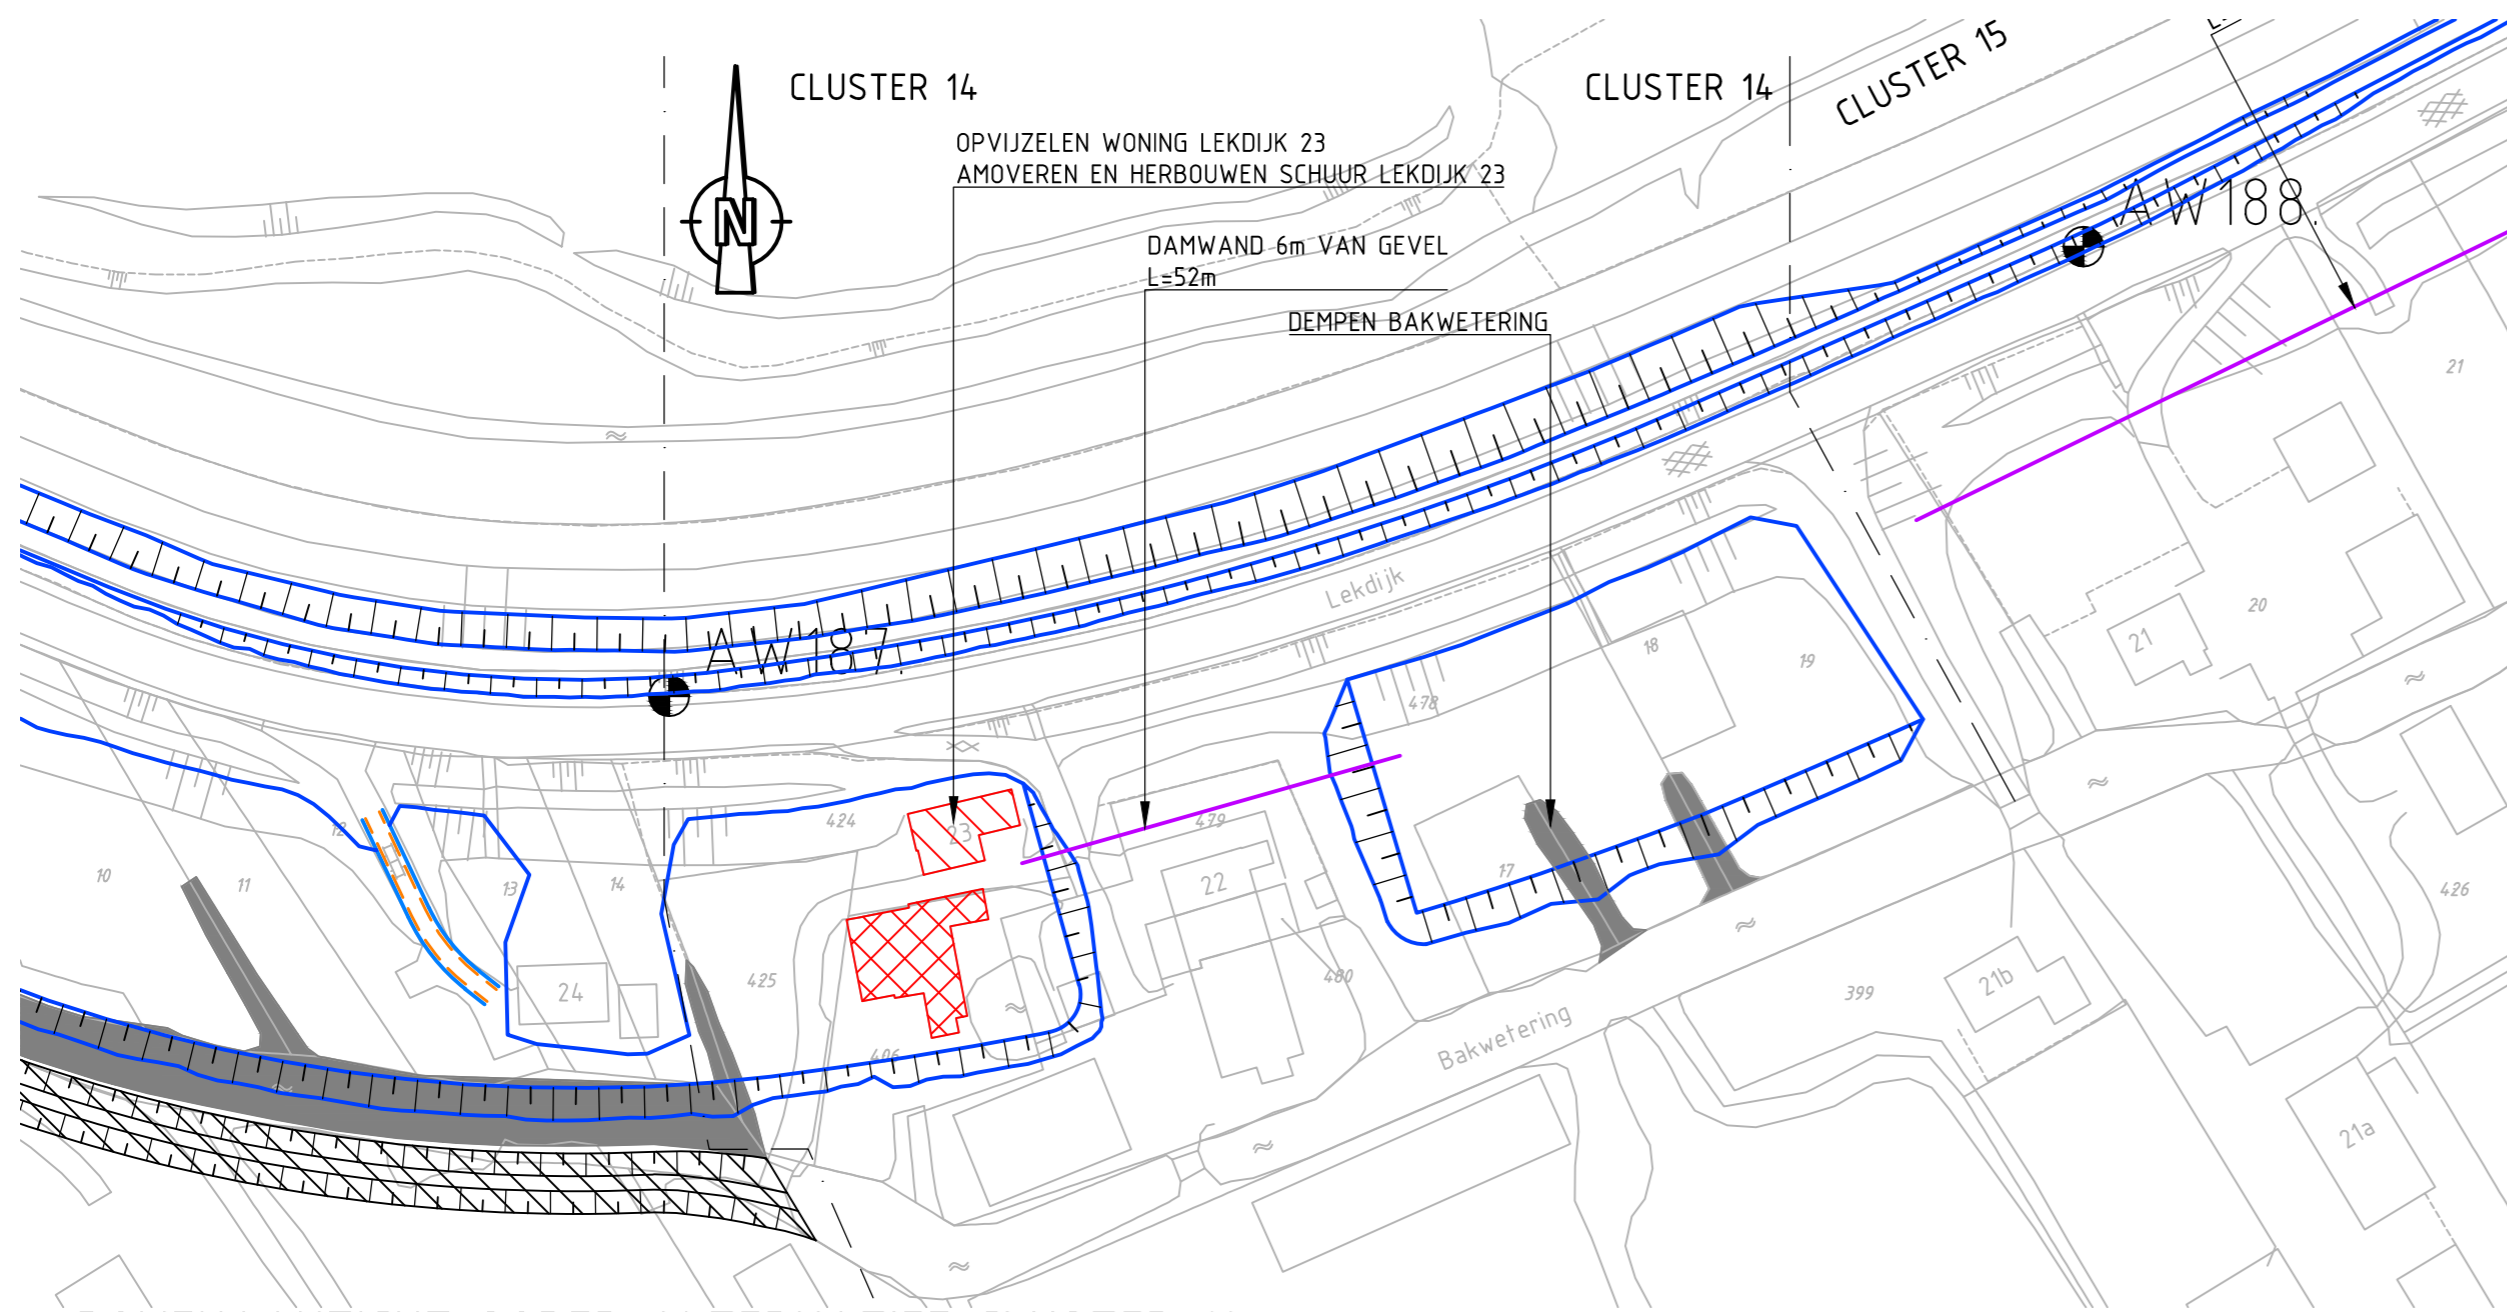 CLUSTER 14
CLUSTER 14
CLUSTER 15
OPVIJZELEN WONING LEKDIJK 23
AMOVEREN EN HERBOUWEN SCHUUR LEKDIJK 23
N
AW188.
DAMWAND 6m VAN GEVEL
L=52m
DEMPEN BAKWETERING
21
Lekdijk
AW187.
18
19
20
21
478
424
23
479
12
10
11
13
14
17
22
426
425
24
480
399
21b
406
Bakwetering
21a